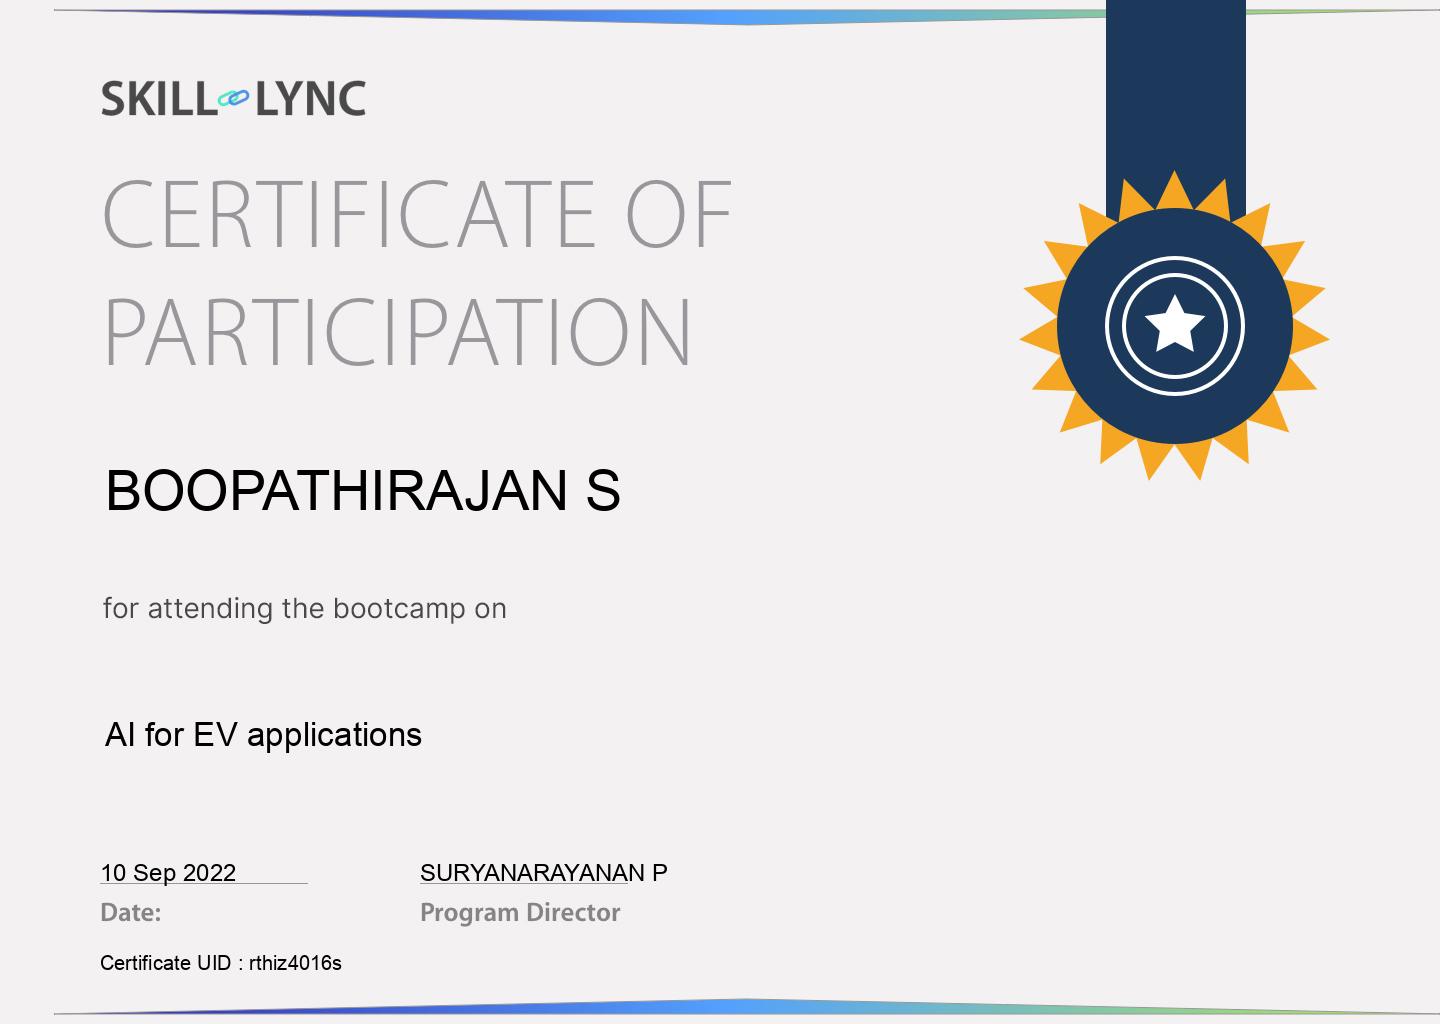 SKILL LYNC
CERTIFICATE OF
PARTICIPATION
BOOPATHIRAJAN S
for attending the bootcamp on
AI for EV applications
10 Sep 2022 SURYANARAYANAN P
Date: Program Director
Certificate UID : rthiz4016s